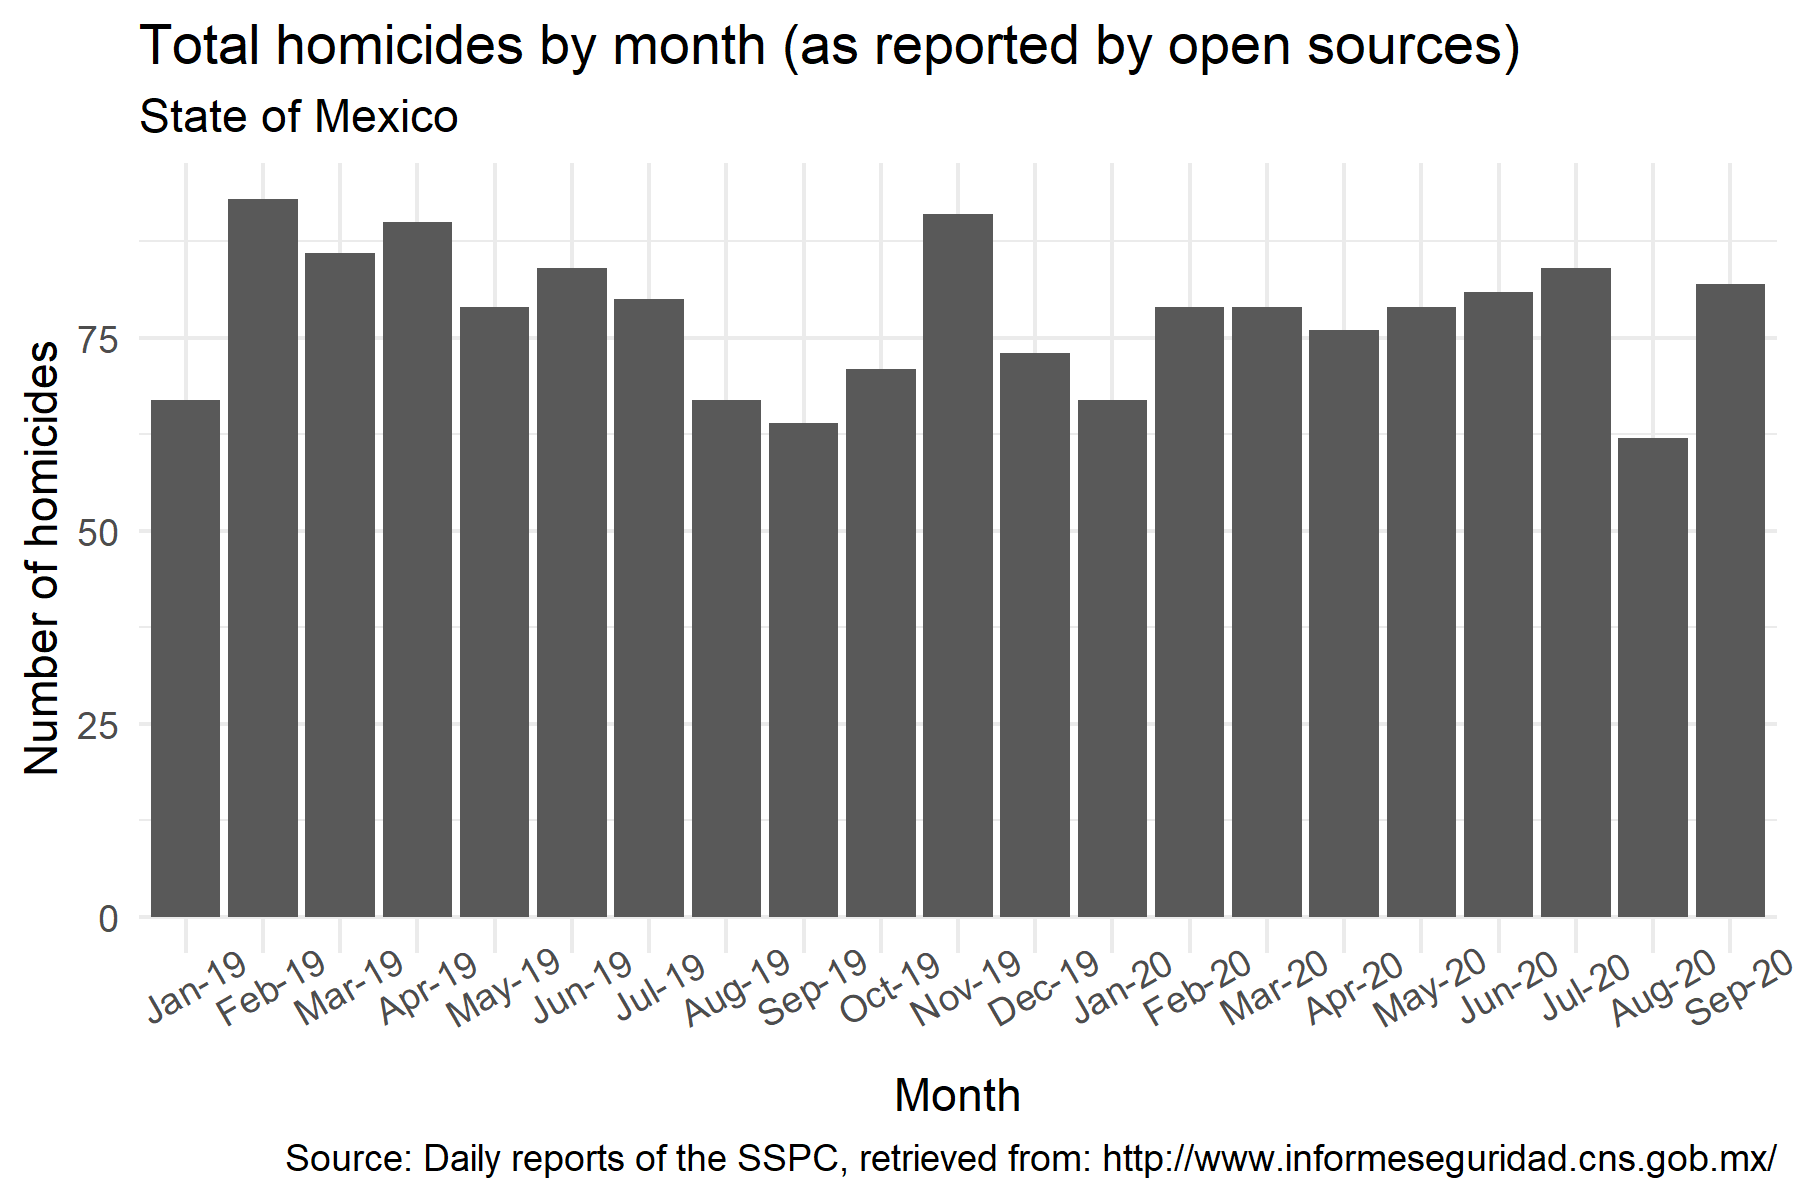 Total homicides by month (as reported by open sources)
State of Mexico
Number of homicides
75
50
25
0
Jan-19
Feb-19
Mar-19
Apr-19
May-19
Jun-19
Jul-19
Aug-19
Sep-19
Oct-19
Nov-19
Dec-19
Jan-20
Feb-20
Mar-20
Apr-20
May-20
Jun-20
Jul-20
Aug-20
Sep-20
Month
Source: Daily reports of the SSPC, retrieved from: http://www.informeseguridad.cns.gob.mx/